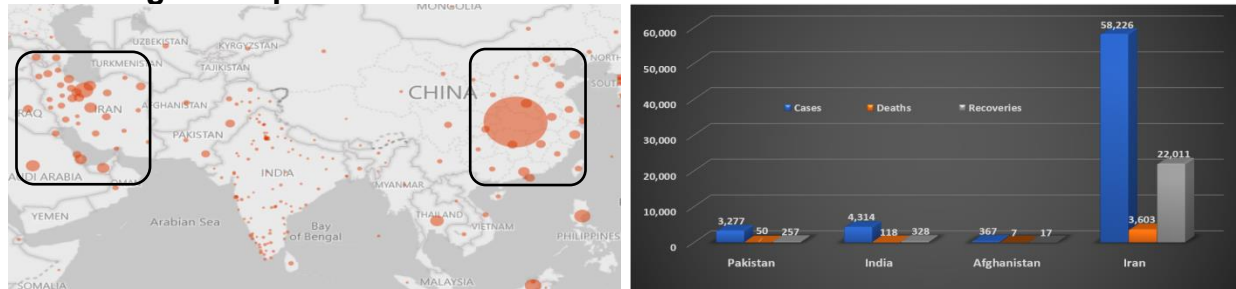 MONGOLIA
UZBEKISTAN
KYRGYZSTAN
TURKMENISTAN
TAJIKISTAN
NORTH
SOUT
CHINA
IRAN
AFGHANISTAN
RAQ
PAKISTAN
SAUDI ARABIA
OMAN
INDIA
MYANMAR
YEMEN
Arabian Sea
Bay
of Bengal
THAILAND
VIETNAM
PHILIPPINES
SOMALIA
MALAYSIA
60,000
50,000
40,000
30,000
20,000
10,000
0
Cases
Deaths
Recoveries
3,277
50
257
4,314
118
328
367
7
17
58,226
3,603
22,011
Pakistan
India
Afghanistan
Iran